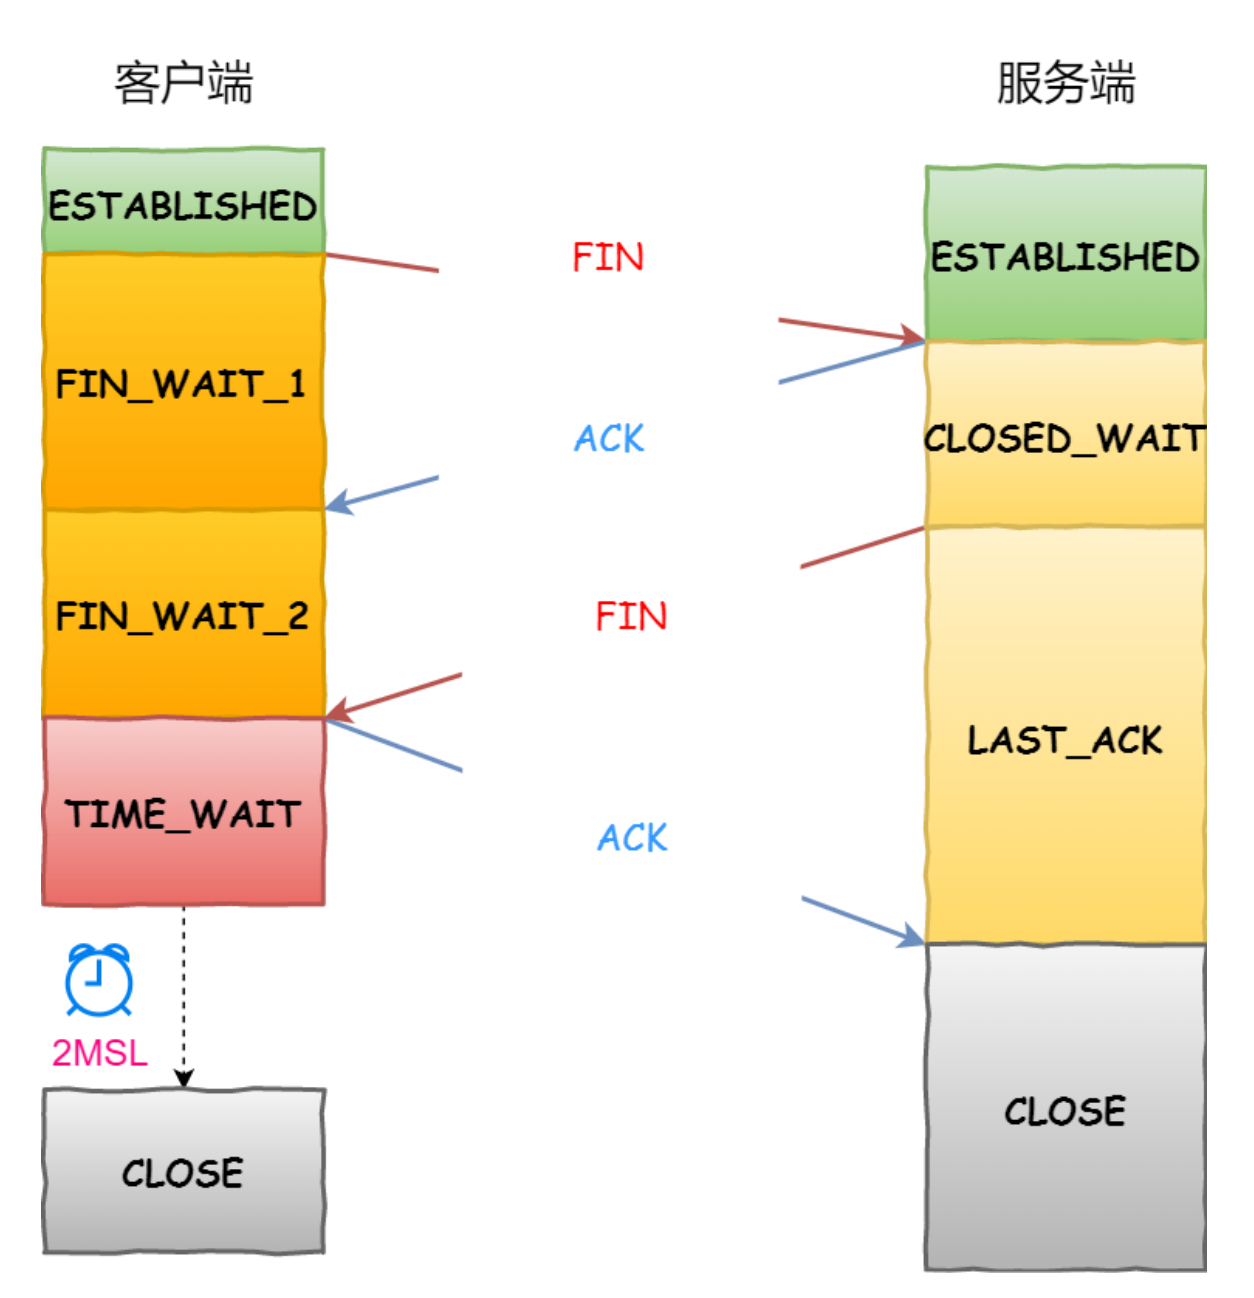 客户端
服务端
ESTABLISHED
ESTABLISHED
FIN
FIN_WAIT_1
CLOSED_WAIT
ACK
FIN_WAIT_2
FIN
LAST_ACK
TIME_WAIT
ACK
2MSL
CLOSE
CLOSE